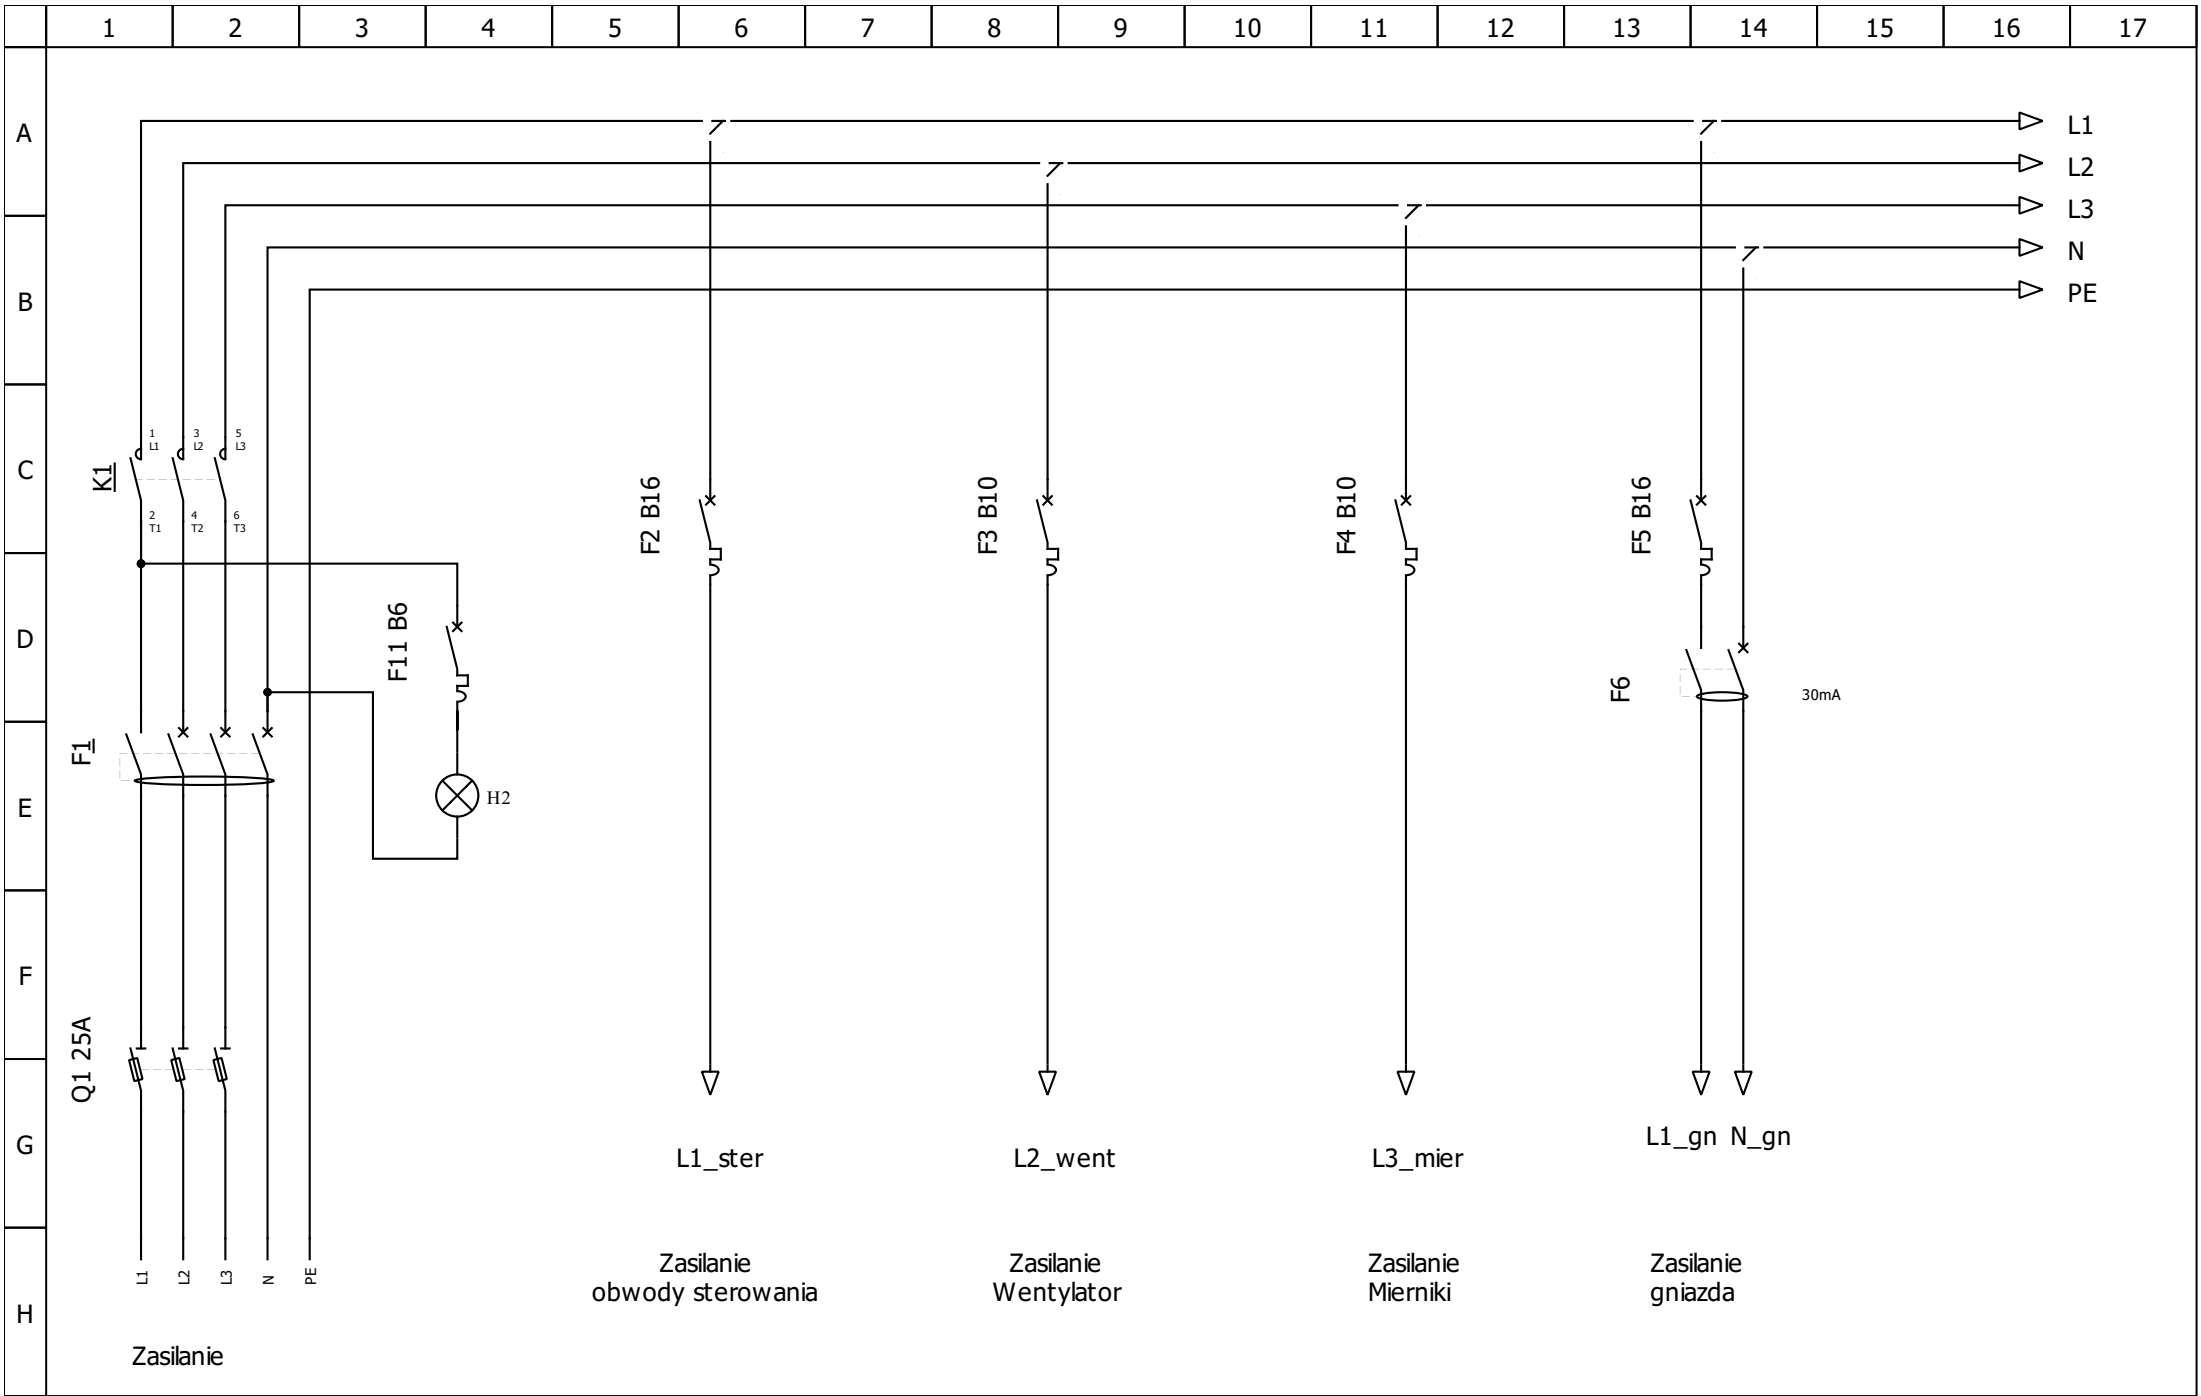 1 2 3 4 5 6 7 8 9 10 11 12 13 14 15 16 17
A
L1
L2
L3
N
B
PE
C
K1
1 3 5
L1 L2 L3
2 4 6
T1 T2 T3
F2 B16
F3 B10
F4 B10
F5 B16
D
F11 B6
F6
30mA
F1
E
H2
F
Q1 25A
G
L1_ster
L2_went
L3_mier
L1_gn N_gn
H
L1 L2 L3 N PE
Zasilanie
obwody sterowania
Zasilanie
Wentylator
Zasilanie
Mierniki
Zasilanie
gniazda
Zasilanie